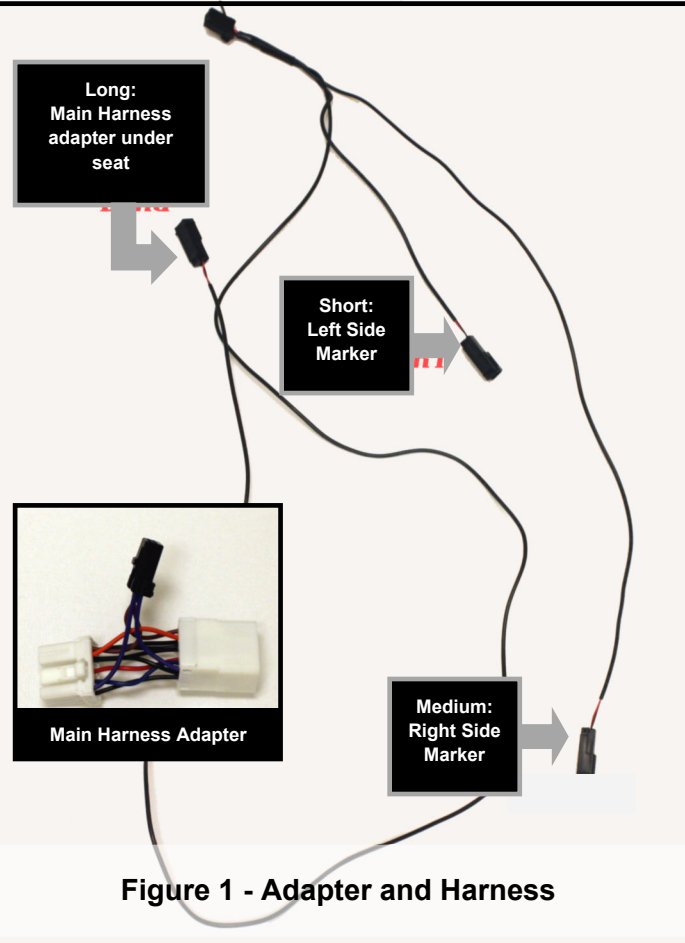 Long:
Main Harness
adapter under
seat
Short:
Left Side
Marker
Main Harness Adapter
Medium:
Right Side
Marker
Figure 1 - Adapter and Harness